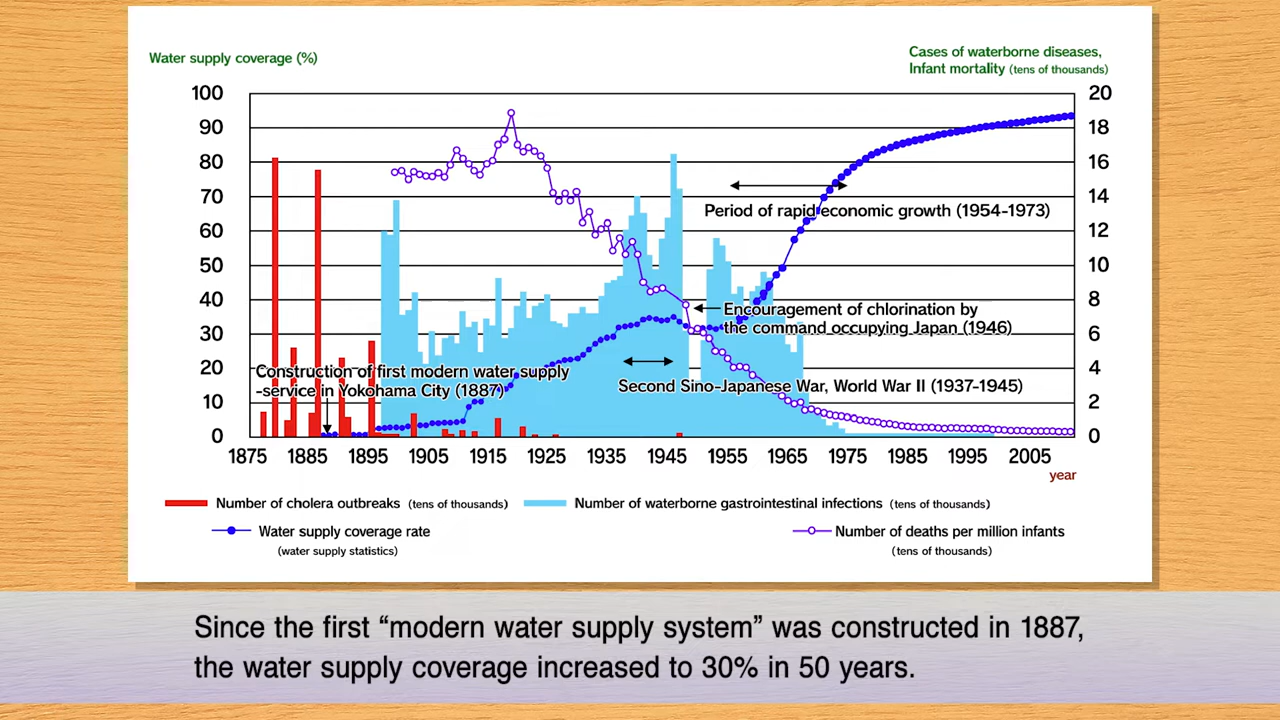 Water supply coverage (%)
Cases of waterborne diseases,
Infant mortality (tens of thousands)
100
90
80
70
60
50
40
30
20
10
0
20
18
16
14
12
10
8
6
4
2
0
Period of rapid economic growth (1954-1973)
Encouragement of chlorination by
the command occupying Japan (1946)
Construction of first modern water supply
-service in Yokohama City (1887)
Second Sino-Japanese War, World War II (1937-1945)
1875 1885 1895 1905 1915 1925 1935 1945 1955 1965 1975 1985 1995 2005
year
Number of cholera outbreaks (tens of thousands)
Number of waterborne gastrointestinal infections (tens of thousands)
Water supply coverage rate
(water supply statistics)
Number of deaths per million infants
(tens of thousands)
Since the first “modern water supply system” was constructed in 1887,
the water supply coverage increased to 30% in 50 years.